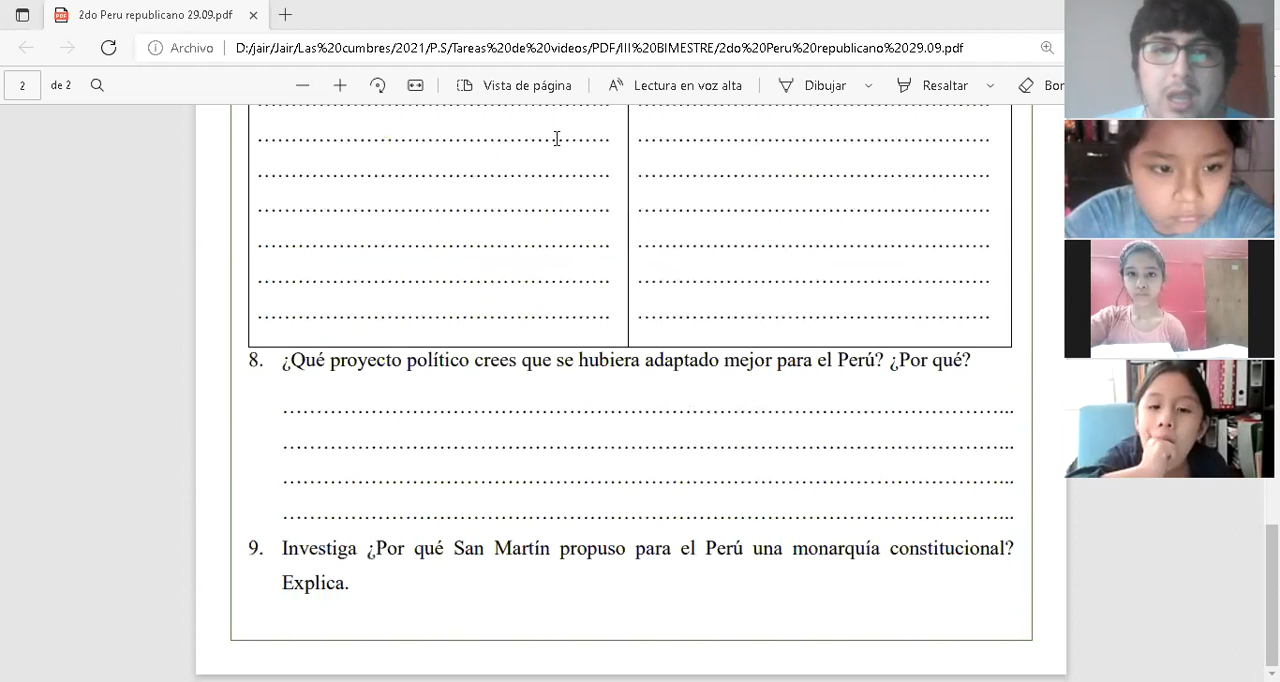 2do Peru republicano 29.09.pdf
Archivo D:/jair/Jair/Las%20cumbres/2021/P.S/Tareas%20de%20videos/PDF/III%20BIMESTRE/2do%20Peru%20republicano%2029.09.pdf
2 de 2 Vista de página Lectura en voz alta Dibujar Resaltar Bor
8. ¿Qué proyecto político crees que se hubiera adaptado mejor para el Perú? ¿Por qué?
9. Investiga ¿Por qué San Martín propuso para el Perú una monarquía constitucional?
Explica.